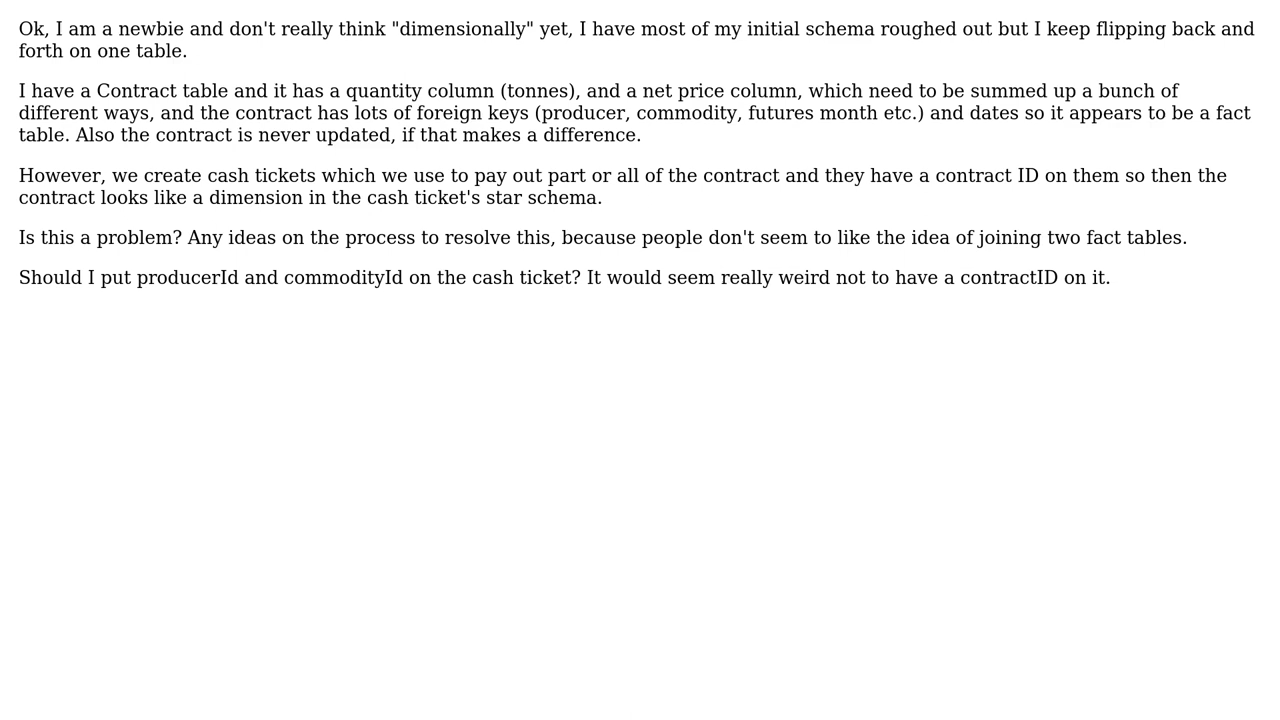 Ok, I am a newbie and don't really think "dimensionally" yet, I have most of my initial schema roughed out but I keep flipping back and
forth on one table.
I have a Contract table and it has a quantity column (tonnes), and a net price column, which need to be summed up a bunch of
different ways, and the contract has lots of foreign keys (producer, commodity, futures month etc.) and dates so it appears to be a fact
table. Also the contract is never updated, if that makes a difference.
However, we create cash tickets which we use to pay out part or all of the contract and they have a contract ID on them so then the
contract looks like a dimension in the cash ticket's star schema.
Is this a problem? Any ideas on the process to resolve this, because people don't seem to like the idea of joining two fact tables.
Should I put producerId and commodityId on the cash ticket? It would seem really weird not to have a contractID on it.